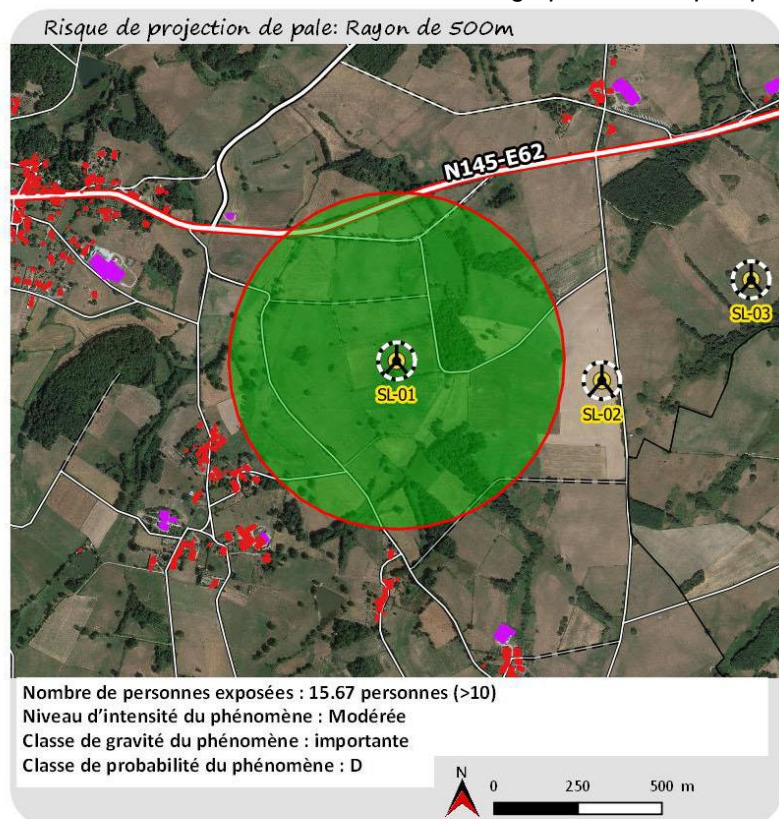 Risque de projection de pale: Rayon de 500m
N145-E62
SL-03
SL-01
SL-02
Nombre de personnes exposées : 15.67 personnes (>10)
Niveau d'intensité du phénomène : Modérée
Classe de gravité du phénomène : importante
Classe de probabilité du phénomène : D
N
0 250 500 m